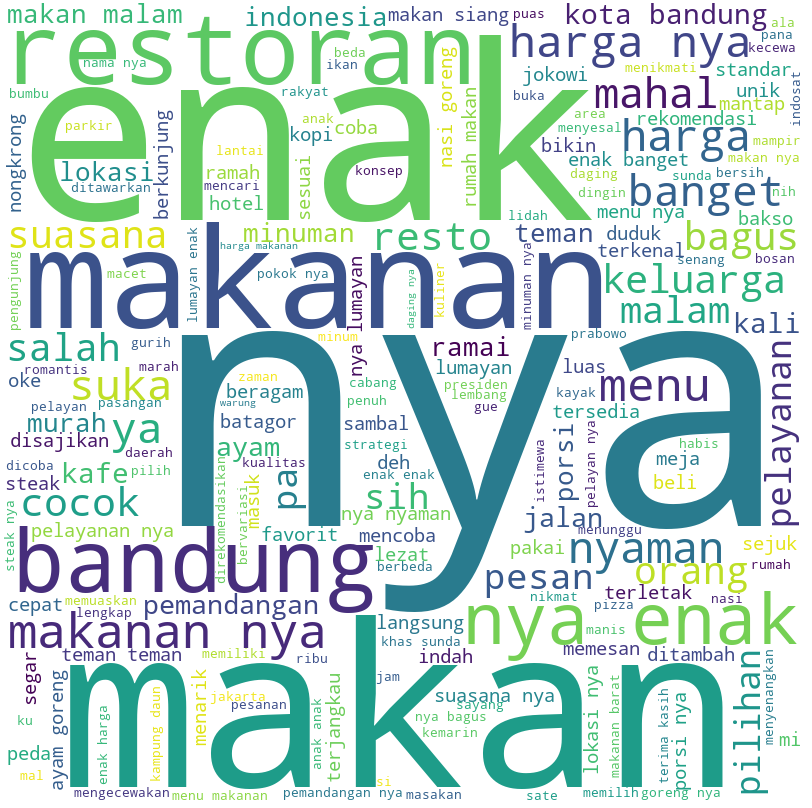 makan malam
indonesia
makan siang
puas
kota bandung
ala
restoran
harga nya
pana
kecewa
nama nya
beda
ikan
jokowi
menikmati
standar
indosat
bumbu
rakyat
buka
mahal
unik
mantap
enak
nongkrong
parkir
berkunjung
anak
kopi
coba
nasi goreng
rumah makan
area
bikin
menyesal
harga
rekomendasi
mampir
lantai
enak banget
makan nya
lokasi
ramah
sesuai
konsep
daging
sunda
bersih
ditawarkan
mencari
dingin
banget
nih
hotel
lidah
menu nya
bakso
suasana
lumayan enak
minuman
resto
teman
duduk
bagus
harga makanan
minuman nya
terkenal
senang
bosan
pengunjung
makanan
macet
pokok nya
daging nya
kuliner
keluarga
malam
kali
salah
gurih
minum
nya lumayan
ramai
prabowo
nya
romantis
marah
zaman
lumayan
luas
menu
pelayanan
oke
suka
beragam
cabang
presiden
lembang
kayak
pelayan
pasangan
warung
penuh
gue
tersedia
murah
ya
batagor
sambal
disajikan
daerah
strategi
habis
dicoba
pilih
ayam
kualitas
deh
istimewa
pelayan nya
porsi
meja
steak
kafe
direkomendasikan
bervariasi
masuk
pa
enak enak
beli
cocok
sih
steak nya
pelayanan nya
favorit
nya nyaman
jalan
menunggu
bandung
mencoba
lezat
pakai
nyaman
sejuk
berbeda
pesan
orang
rumah
cepat
memuaskan
lengkap
pemandangan
nikmat
terletak
nasi
pizza
makanan nya
langsung
khas sunda
manis
nya enak
segar
teman teman
memiliki
ribu
indah
memesan
ditambah
makan
menarik
jam
suasana nya
lokasi nya
makanan barat
pilihan
menyenangkan
ku
ayam goreng
enak harga
kampung daun
jakarta
pesanan
anak anak
terjangkau
sayang
nya bagus
kemarin
terima kasih
porsi nya
peda
si
mi
mal
mengecewakan
menu makanan
pemandangan nya
masakan
sate
memilih
goreng nya